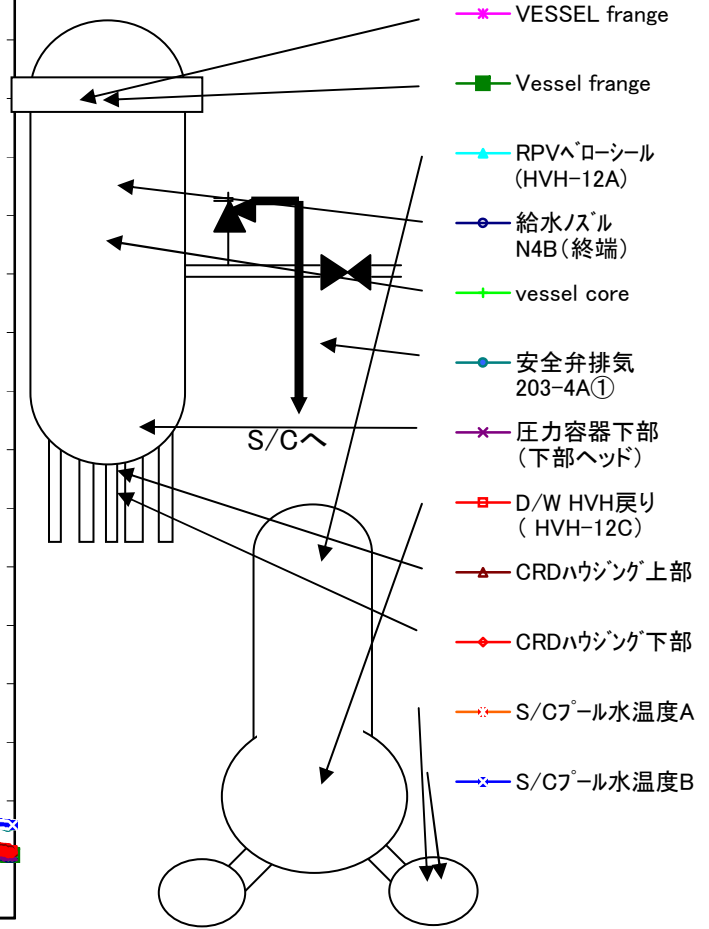 VESSEL frange
Vessel frange
RPVﾍﾞﾛｰｼｰﾙ
(HVH-12A)
給水ﾉｽﾞﾙ
N4B(終端)
vessel core
安全弁排気
203-4A①
圧力容器下部
(下部ヘッド)
D/W HVH戻り
( HVH-12C)
CRDﾊｳｼﾞﾝｸﾞ上部
CRDﾊｳｼﾞﾝｸﾞ下部
S/Cﾌﾟｰﾙ水温度A
S/Cﾌﾟｰﾙ水温度B
S/Cへ